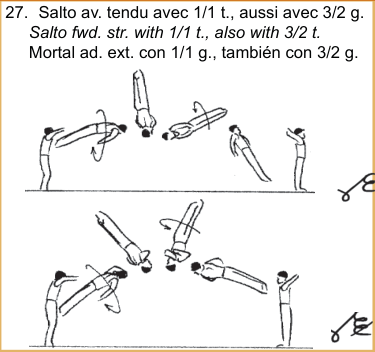 27. Salto av. tendu avec 1/1 t., aussi avec 3/2 g.
Salto fwd. str. with 1/1 t., also with 3/2 t.
Mortal ad. ext. con 1/1 g., también con 3/2 g.